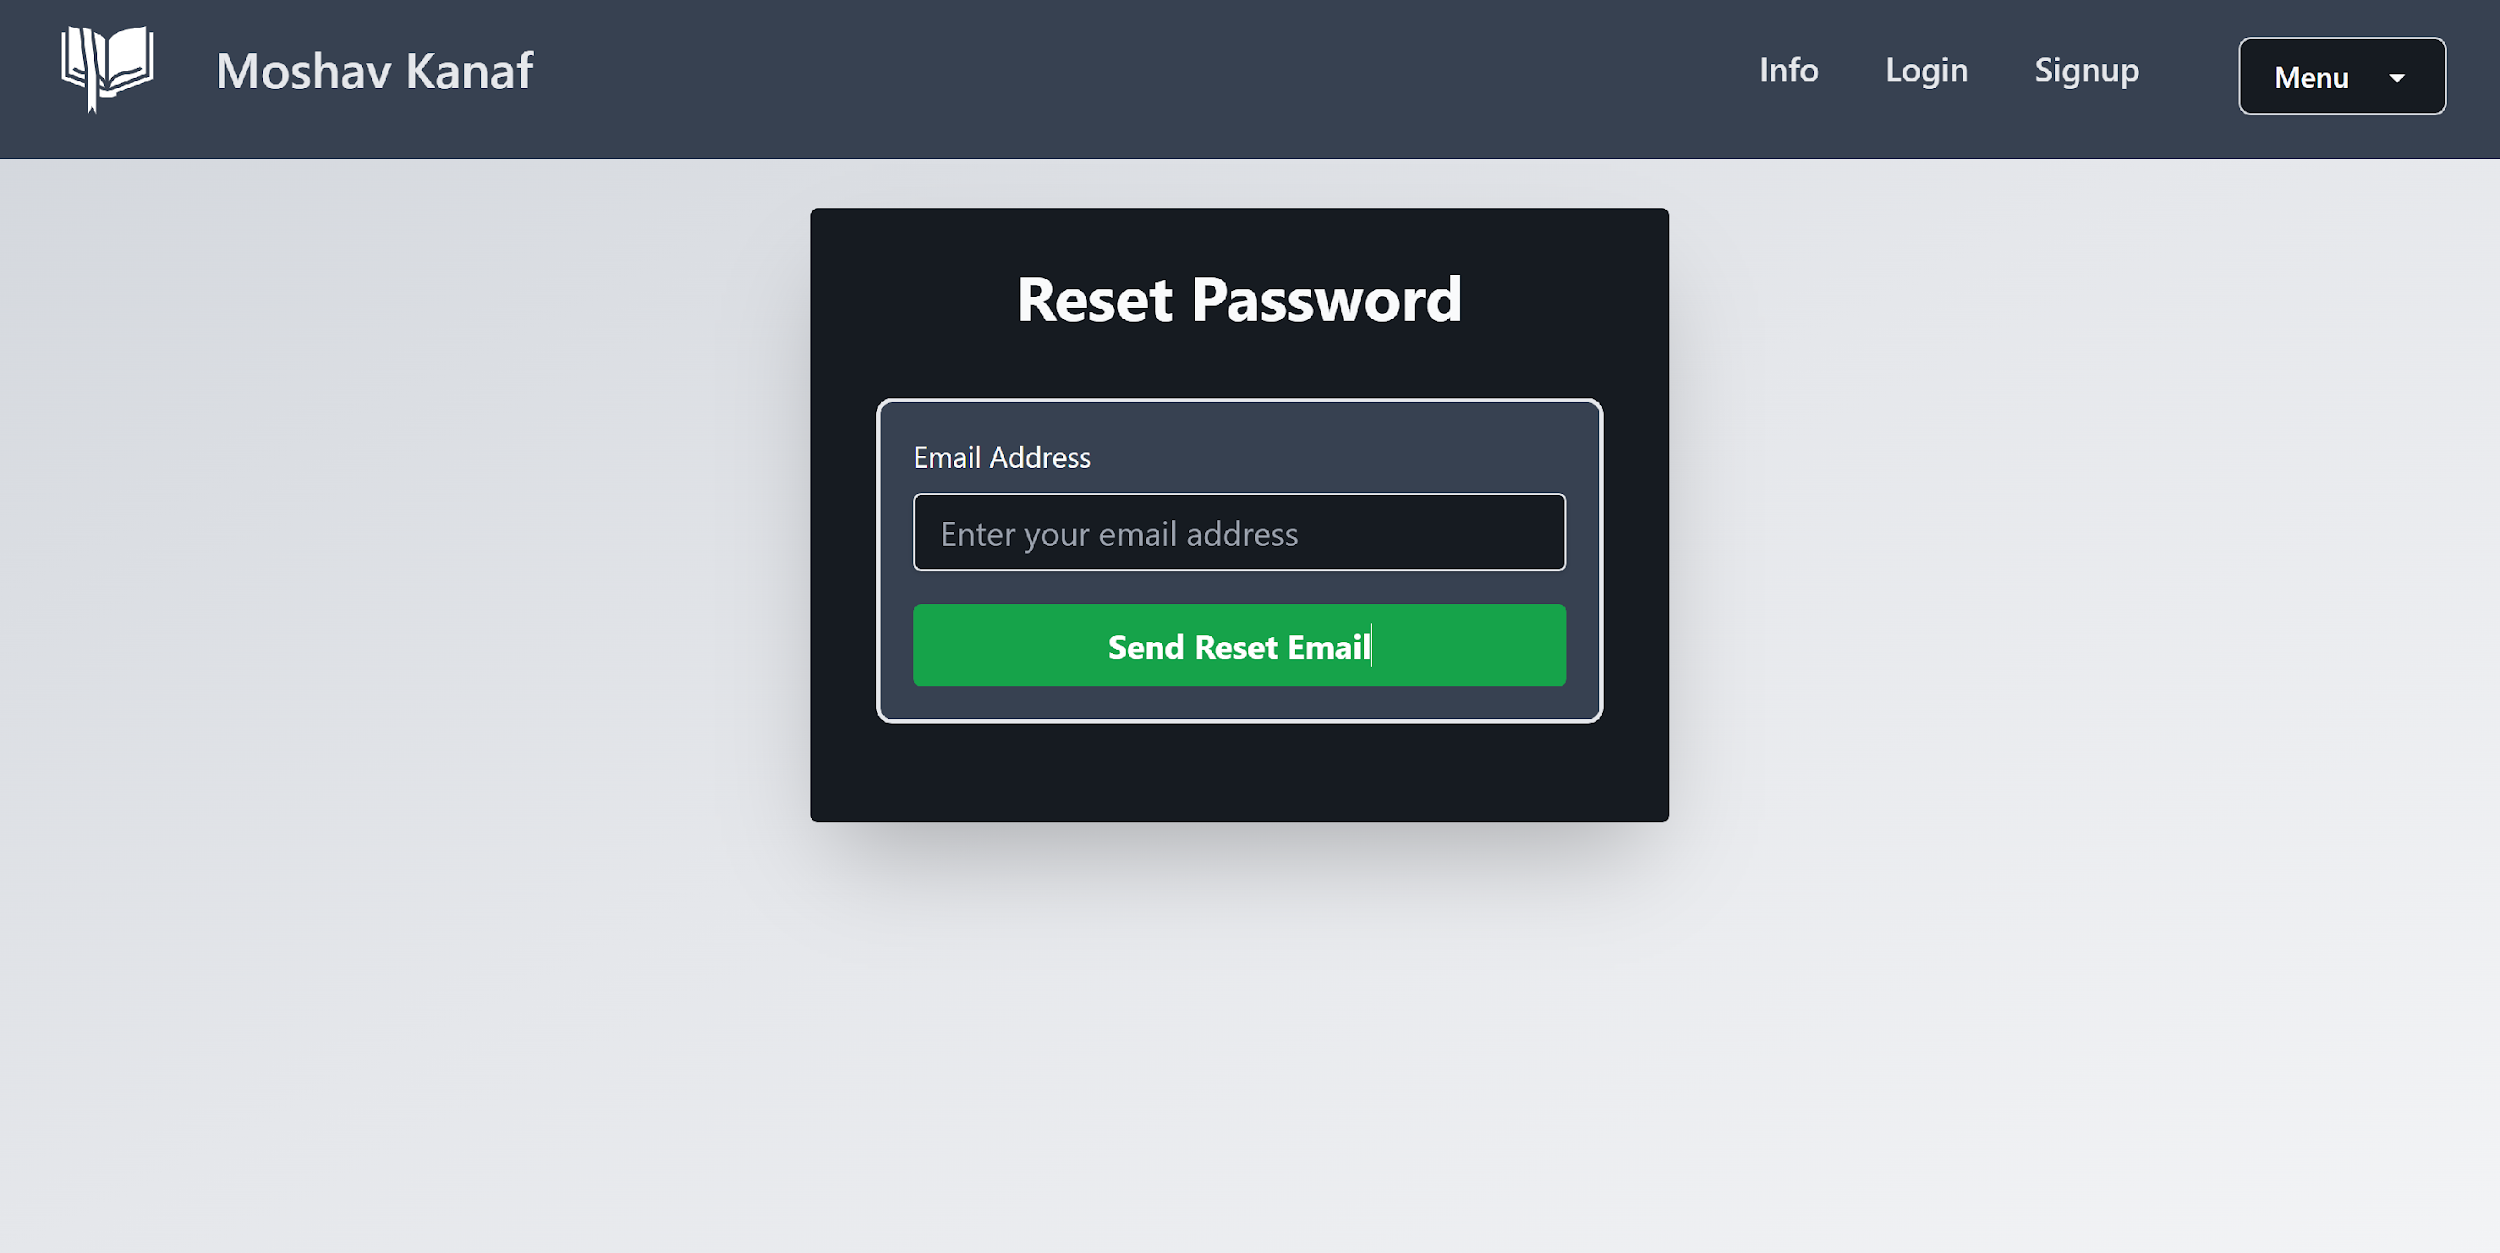 Moshav Kanaf
Info
Login
Signup
Menu
Reset Password
Email Address
Enter your email address
Send Reset Email